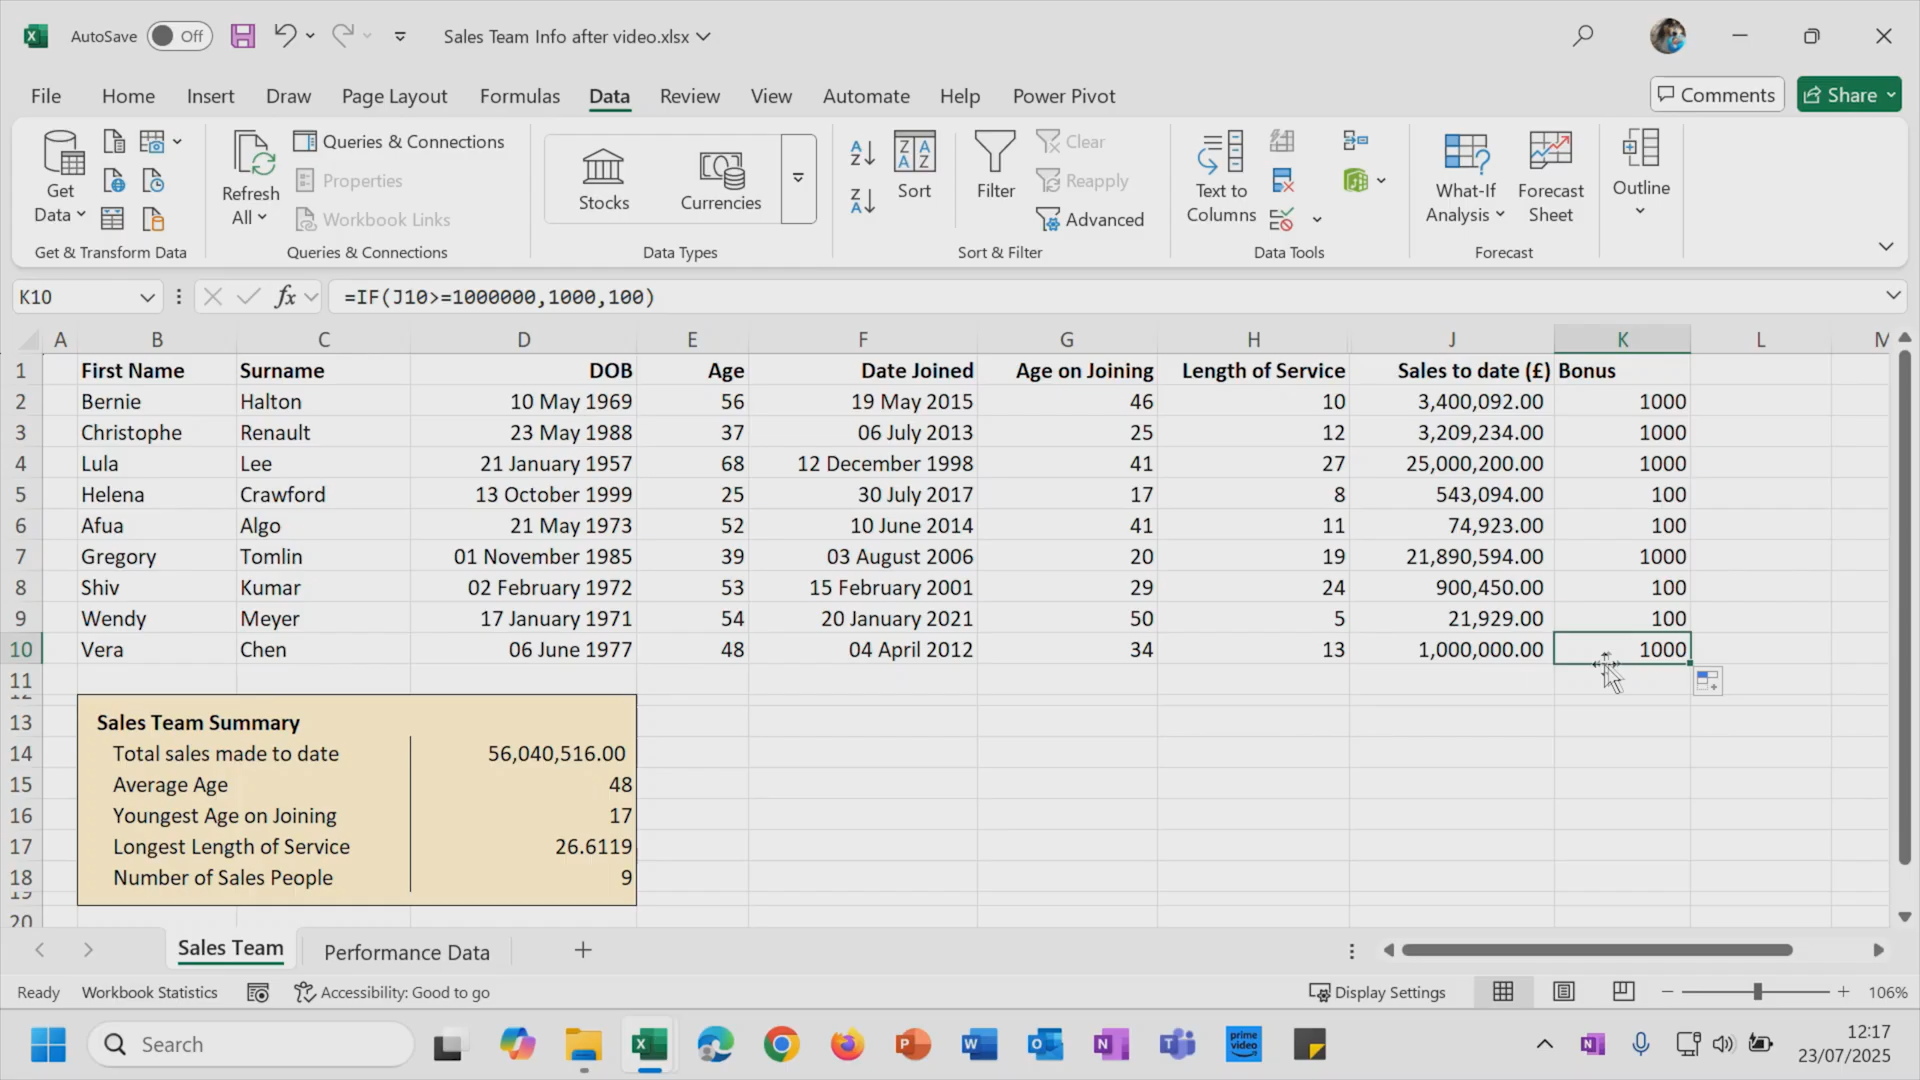 AutoSave Off Sales Team Info after video.xlsx
File Home Insert Draw Page Layout Formulas Data Review View Automate Help Power Pivot Comments Share
Get Data
Refresh All
Queries & Connections
Properties
Workbook Links
Stocks
Currencies
Sort
Filter
Clear
Reapply
Advanced
Text to Columns
What-If Analysis
Forecast Sheet
Outline
Get & Transform Data Queries & Connections Data Types Sort & Filter Data Tools Forecast
K10 fx =IF(J10>=1000000,1000,100)
A B C D E F G H J K L M
1 First Name Surname DOB Age Date Joined Age on Joining Length of Service Sales to date (£) Bonus
2 Bernie Halton 10 May 1969 56 19 May 2015 46 10 3,400,092.00 1000
3 Christophe Renault 23 May 1988 37 06 July 2013 25 12 3,209,234.00 1000
4 Lula Lee 21 January 1957 68 12 December 1998 41 27 25,000,200.00 1000
5 Helena Crawford 13 October 1999 25 30 July 2017 17 8 543,094.00 100
6 Afua Algo 21 May 1973 52 10 June 2014 41 11 74,923.00 100
7 Gregory Tomlin 01 November 1985 39 03 August 2006 20 19 21,890,594.00 1000
8 Shiv Kumar 02 February 1972 53 15 February 2001 29 24 900,450.00 100
9 Wendy Meyer 17 January 1971 54 20 January 2021 50 5 21,929.00 100
10 Vera Chen 06 June 1977 48 04 April 2012 34 13 1,000,000.00 1000
11
12
13 Sales Team Summary
14 Total sales made to date 56,040,516.00
15 Average Age 48
16 Youngest Age on Joining 17
17 Longest Length of Service 26.6119
18 Number of Sales People 9
19
20
Sales Team Performance Data
Ready Workbook Statistics Accessibility: Good to go Display Settings 106%
Search prime video 12:17
23/07/2025